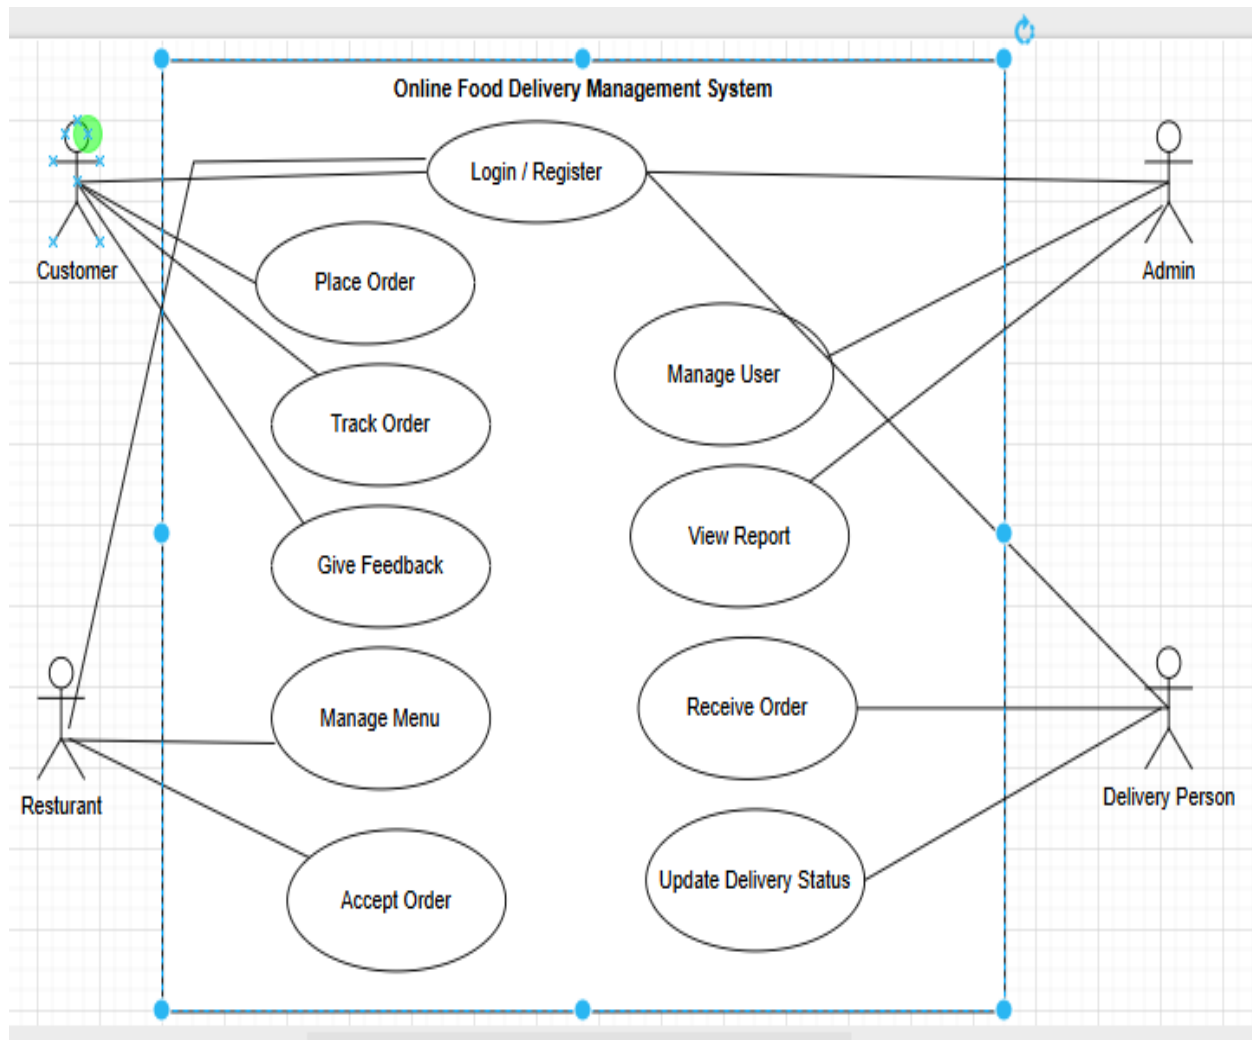 Online Food Delivery Management System
Login / Register
Customer
Admin
Place Order
Manage User
Track Order
View Report
Give Feedback
Manage Menu
Receive Order
Resturant
Delivery Person
Accept Order
Update Delivery Status